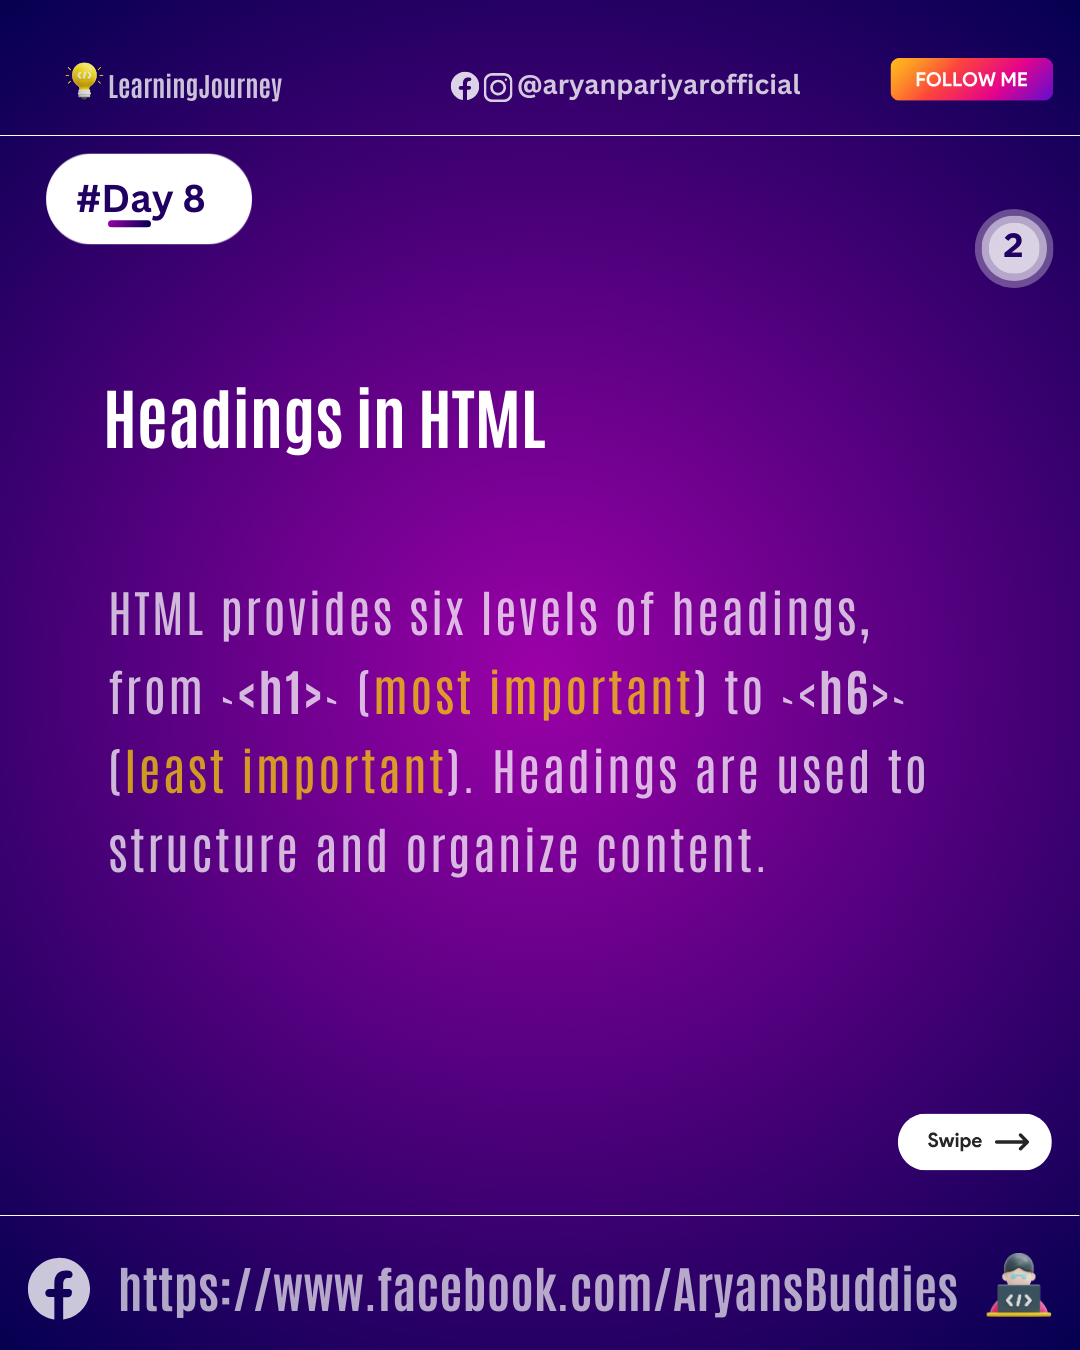 LearningJourney
@aryanpariyarofficial
FOLLOW ME
#Day 8
2
Headings in HTML
HTML provides six levels of headings,
from `<h1>` (most important) to `<h6>`
(least important). Headings are used to
structure and organize content.
Swipe
https://www.facebook.com/AryansBuddies